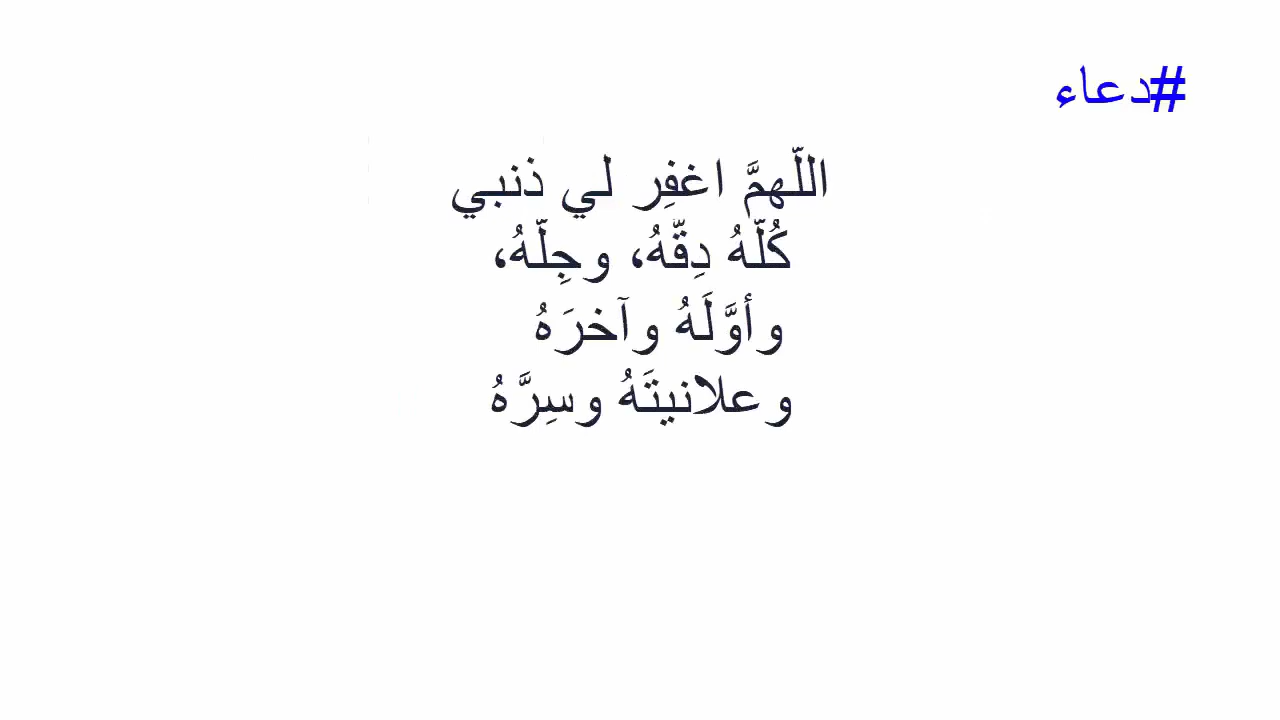 #دعاء
اللّهمَّ اغفِر لي ذنبي
كُلّهُ دِقّهُ، وجِلّهُ،
وأوَّلَهُ وآخرَهُ
وعلانيتَهُ وسِرَّهُ